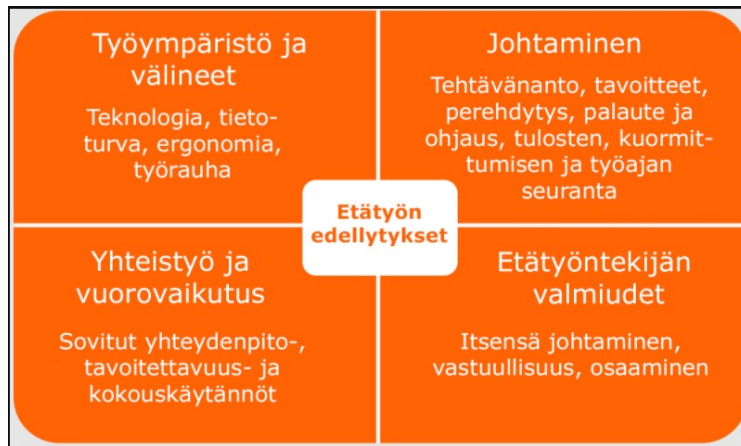 Työympäristö ja
välineet
Teknologia, tieto-
turva, ergonomia,
työrauha
Johtaminen
Tehtävänanto, tavoitteet,
perehdytys, palaute ja
ohjaus, tulosten, kuormit-
tumisen ja työajan
seuranta
Etätyön
edellytykset
Yhteistyö ja
vuorovaikutus
Sovitut yhteydenpito-,
tavoitettavuus- ja
kokouskäytännöt
Etätyöntekijän
valmiudet
Itsensä johtaminen,
vastuullisuus, osaaminen